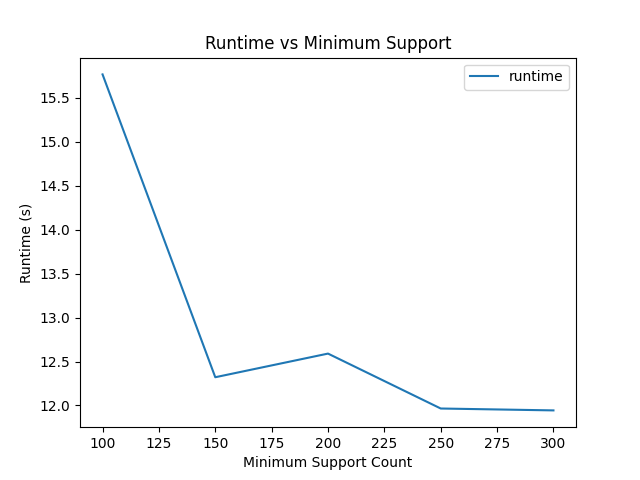 Runtime vs Minimum Support
runtime
15.5
15.0
14.5
14.0
13.5
13.0
12.5
12.0
Runtime (s)
100 125 150 175 200 225 250 275 300
Minimum Support Count